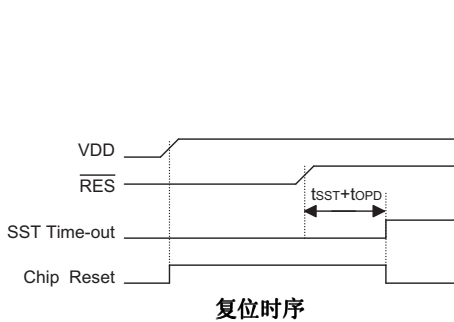 VDD
RES
tSST+tOPD
SST Time-out
Chip Reset
复位时序